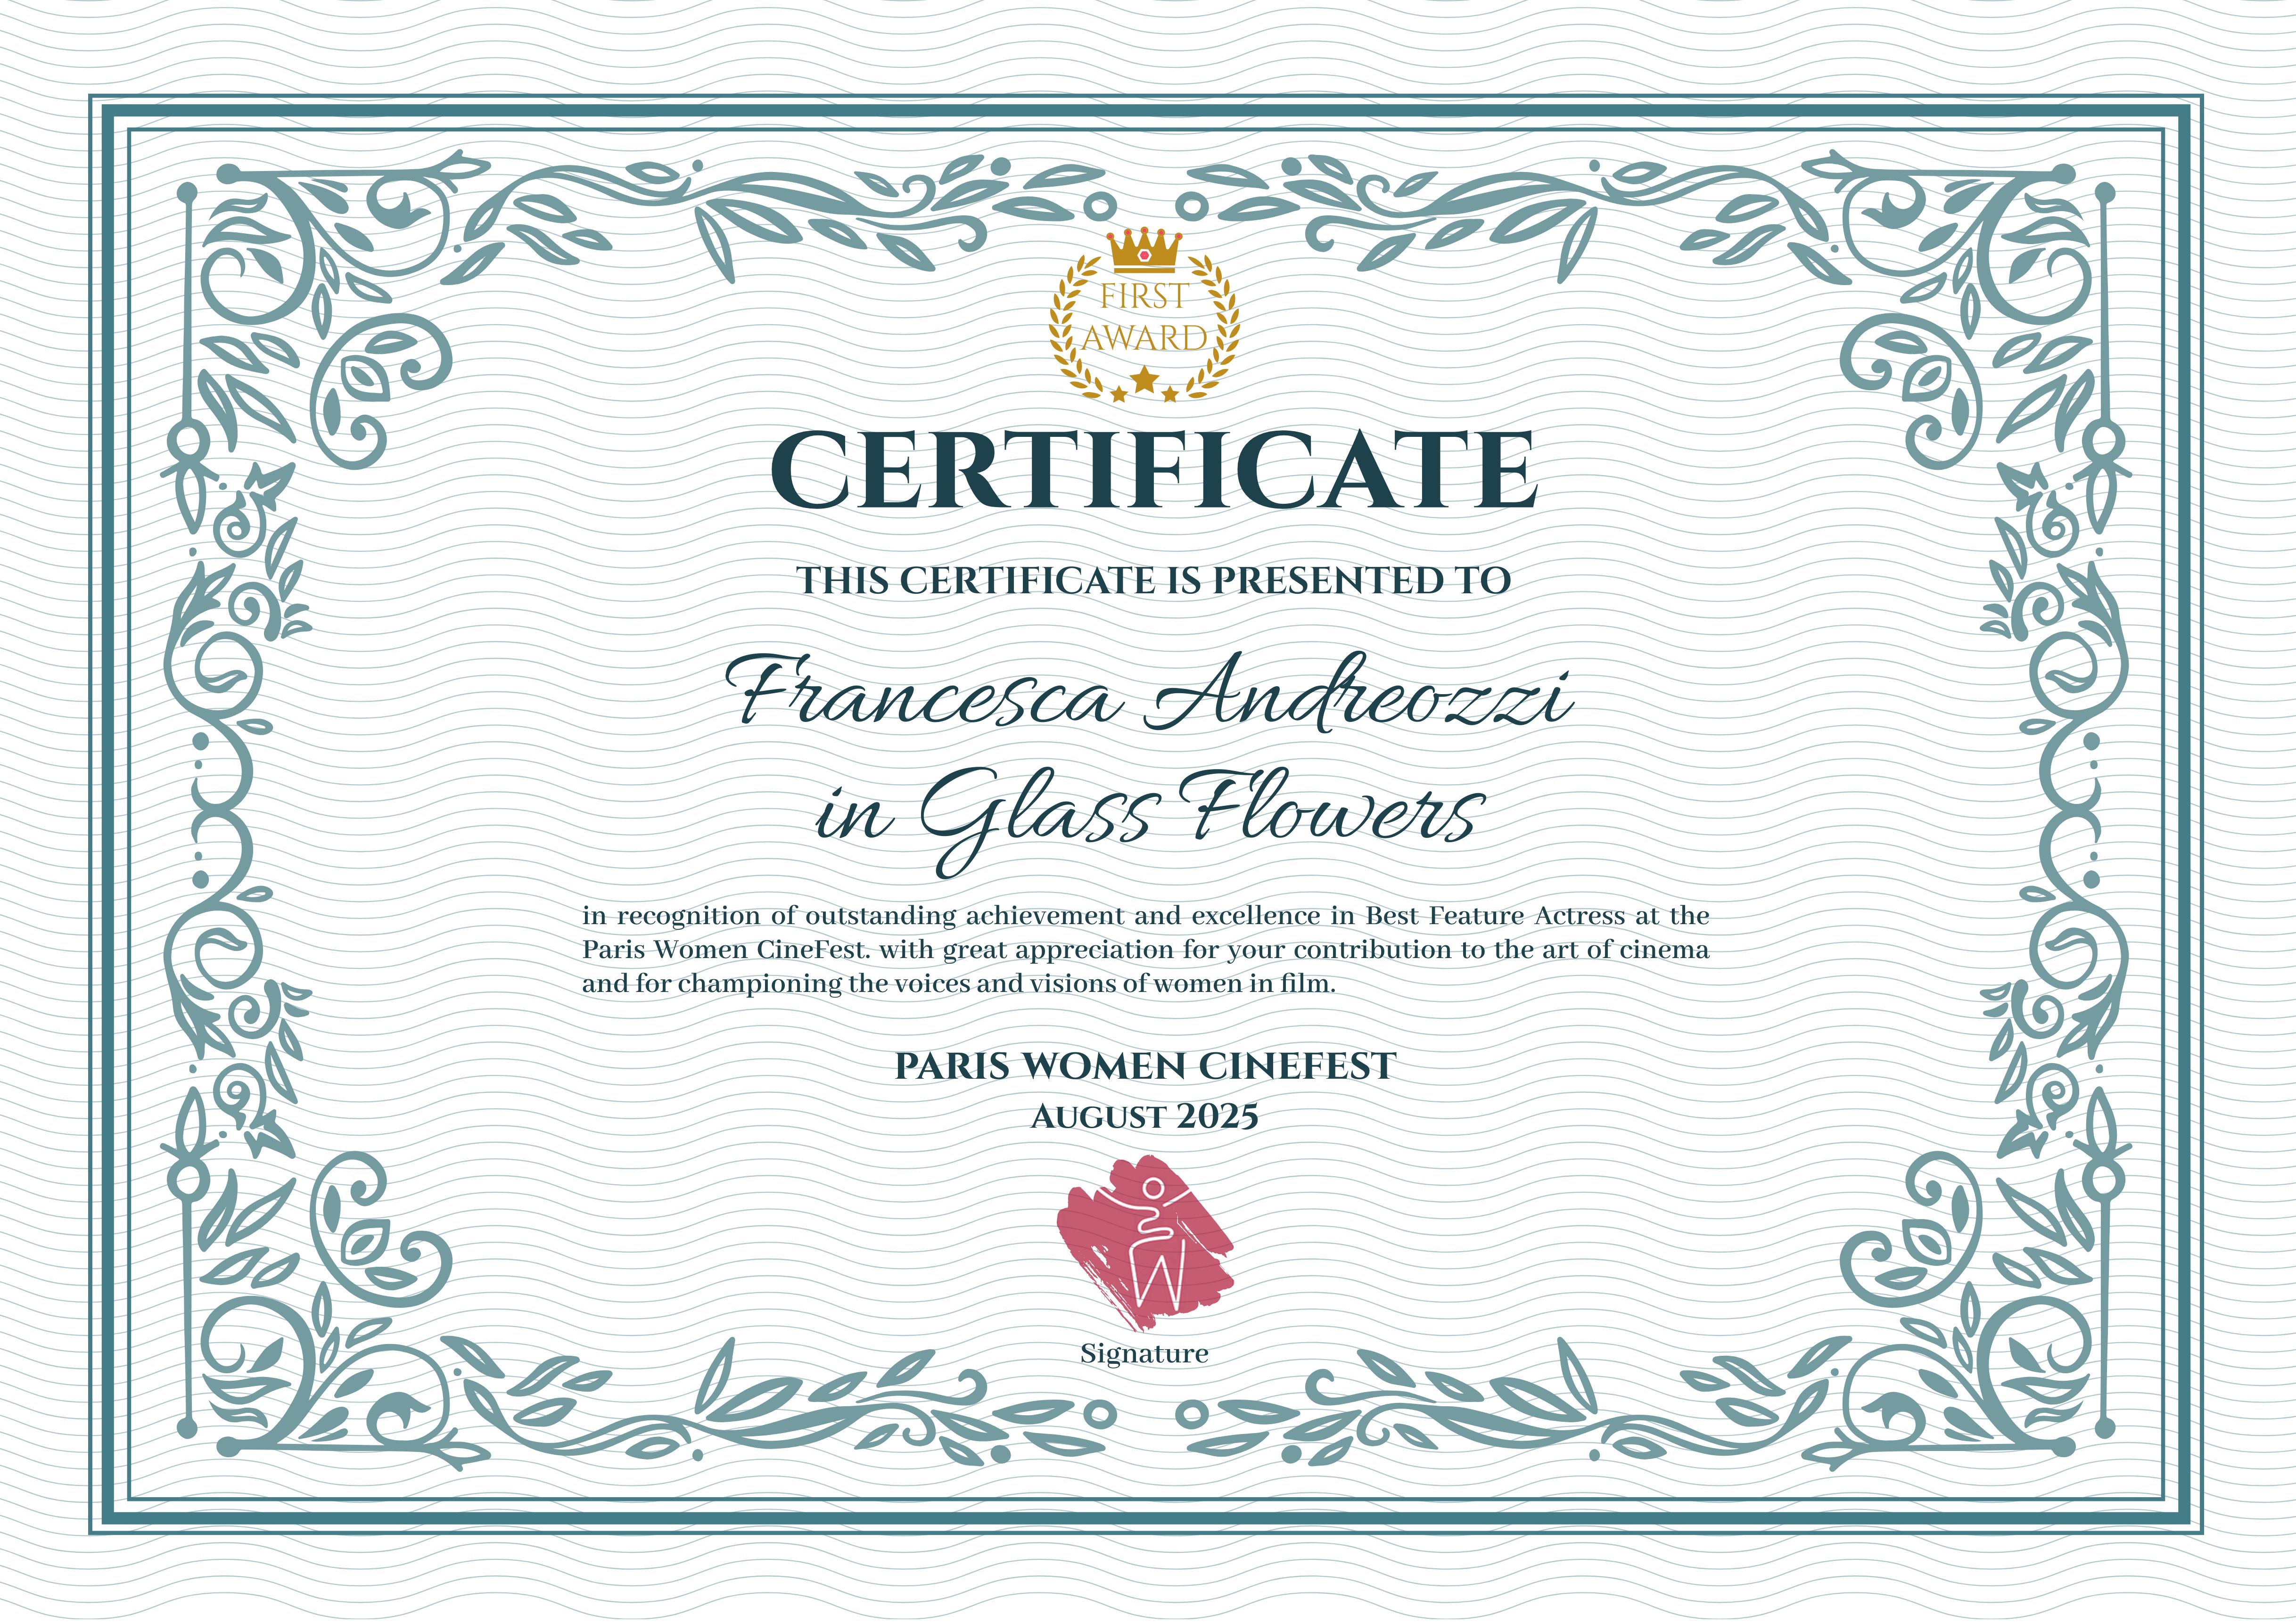 FIRST
AWARD
CERTIFICATE
THIS CERTIFICATE IS PRESENTED TO
Francesca Andreozzi
in Glass Flowers
in recognition of outstanding achievement and excellence in Best Feature Actress at the
Paris Women CineFest. with great appreciation for your contribution to the art of cinema
and for championing the voices and visions of women in film.
PARIS WOMEN CINEFEST
AUGUST 2025
Signature